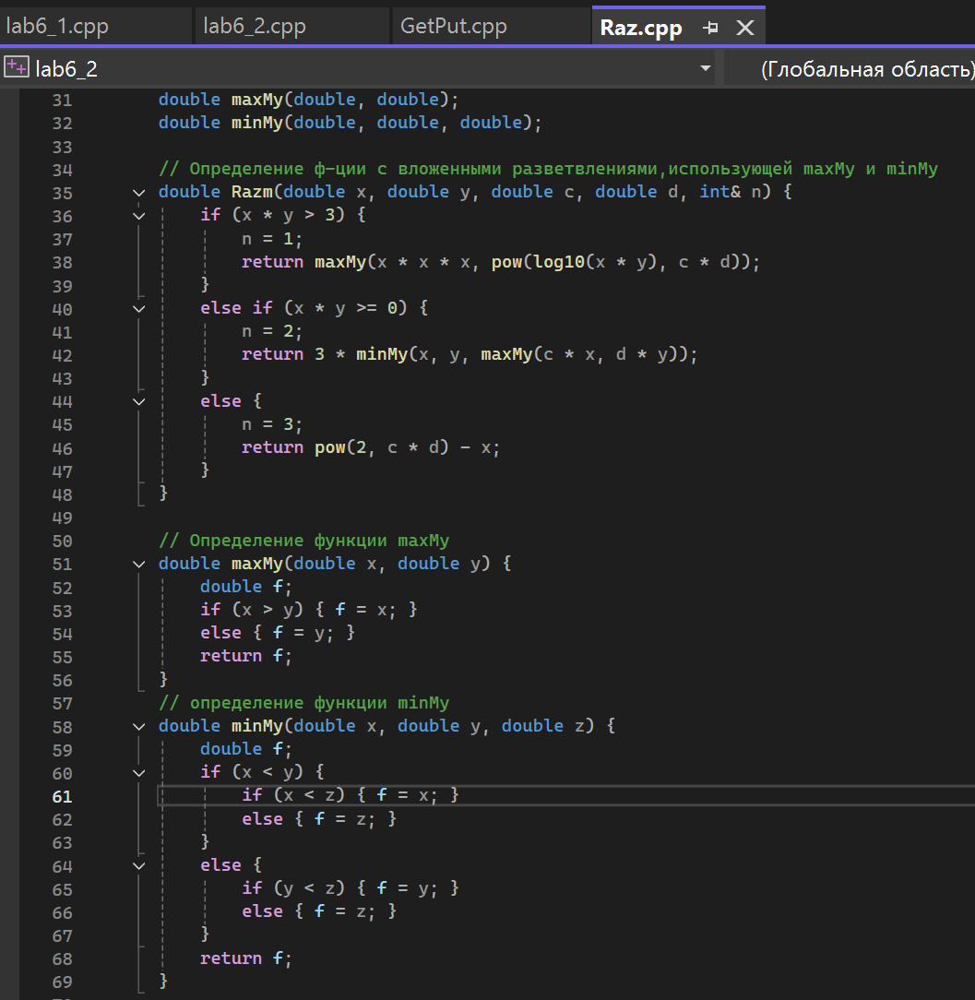 lab6_1.cpp lab6_2.cpp GetPut.cpp Raz.cpp
lab6_2 (Глобальная область)
31 double maxMy(double, double);
32 double minMy(double, double, double);
33
34 // Определение ф-ции с вложенными разветвлениями,использующей maxMy и minMy
35 double Razm(double x, double y, double c, double d, int& n) {
36 if (x * y > 3) {
37 n = 1;
38 return maxMy(x * x * x, pow(log10(x * y), c * d));
39 }
40 else if (x * y >= 0) {
41 n = 2;
42 return 3 * minMy(x, y, maxMy(c * x, d * y));
43 }
44 else {
45 n = 3;
46 return pow(2, c * d) - x;
47 }
48 }
49
50 // Определение функции maxMy
51 double maxMy(double x, double y) {
52 double f;
53 if (x > y) { f = x; }
54 else { f = y; }
55 return f;
56 }
57 // определение функции minMy
58 double minMy(double x, double y, double z) {
59 double f;
60 if (x < y) {
61 if (x < z) { f = x; }
62 else { f = z; }
63 }
64 else {
65 if (y < z) { f = y; }
66 else { f = z; }
67 }
68 return f;
69 }